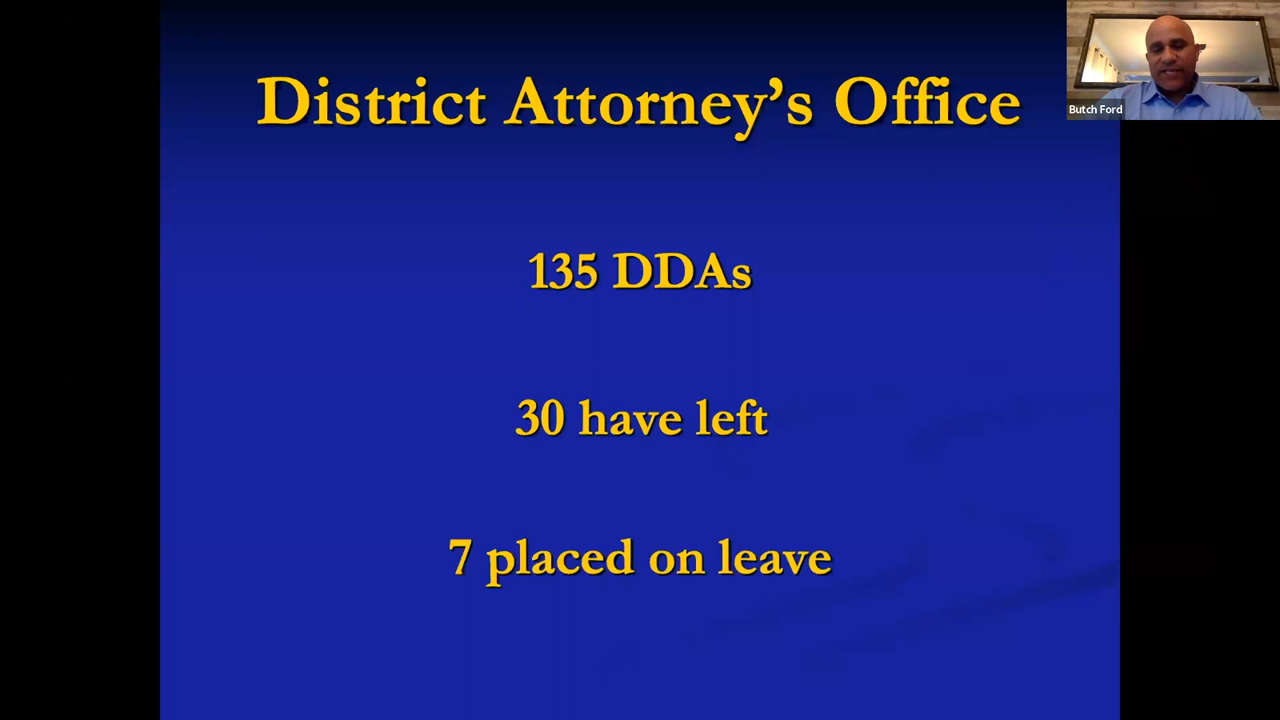 District Attorney’s Office
Butch Ford
135 DDAs
30 have left
7 placed on leave